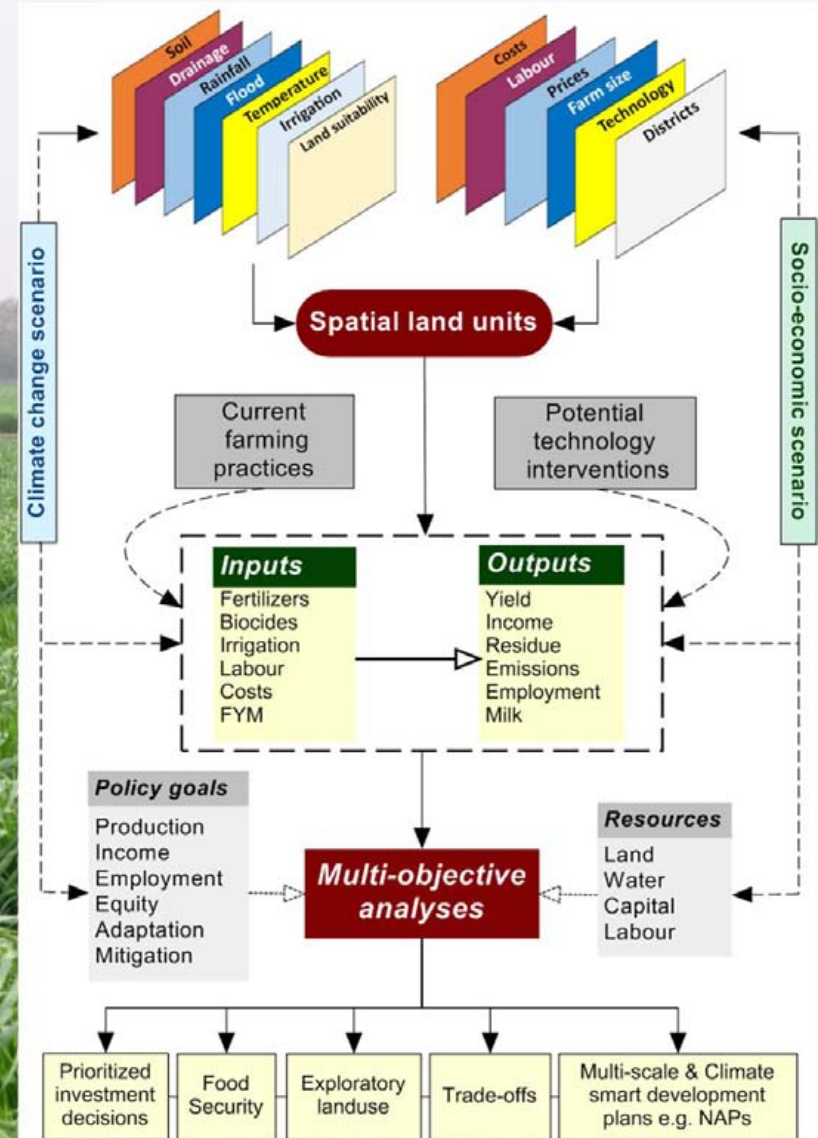 Soil
Drainage
Rainfall
Flood
Temperature
Irrigation
Land suitability
Costs
Labour
Prices
Farm size
Technology
Districts
Climate change scenario
Socio-economic scenario
Spatial land units
Current
farming
practices
Potential
technology
interventions
Inputs
Fertilizers
Biocides
Irrigation
Labour
Costs
FYM
Outputs
Yield
Income
Residue
Emissions
Employment
Milk
Policy goals
Production
Income
Employment
Equity
Adaptation
Mitigation
Multi-objective
analyses
Resources
Land
Water
Capital
Labour
Prioritized
investment
decisions
Food
Security
Exploratory
landuse
Trade-offs
Multi-scale & Climate
smart development
plans e.g. NAPs